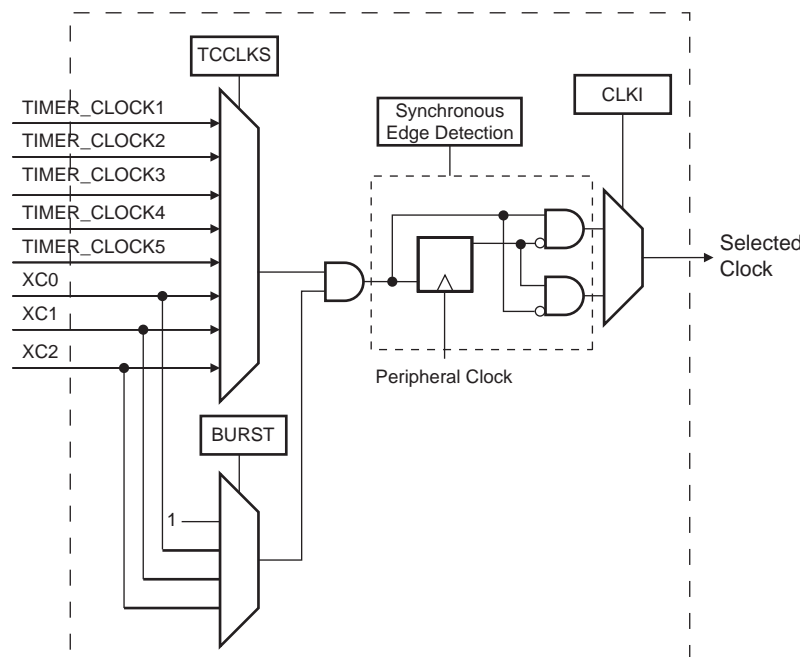 TCCLKS
TIMER_CLOCK1
TIMER_CLOCK2
TIMER_CLOCK3
TIMER_CLOCK4
TIMER_CLOCK5
XC0
XC1
XC2
Synchronous
Edge Detection
CLKI
Selected
Clock
Peripheral Clock
BURST
1